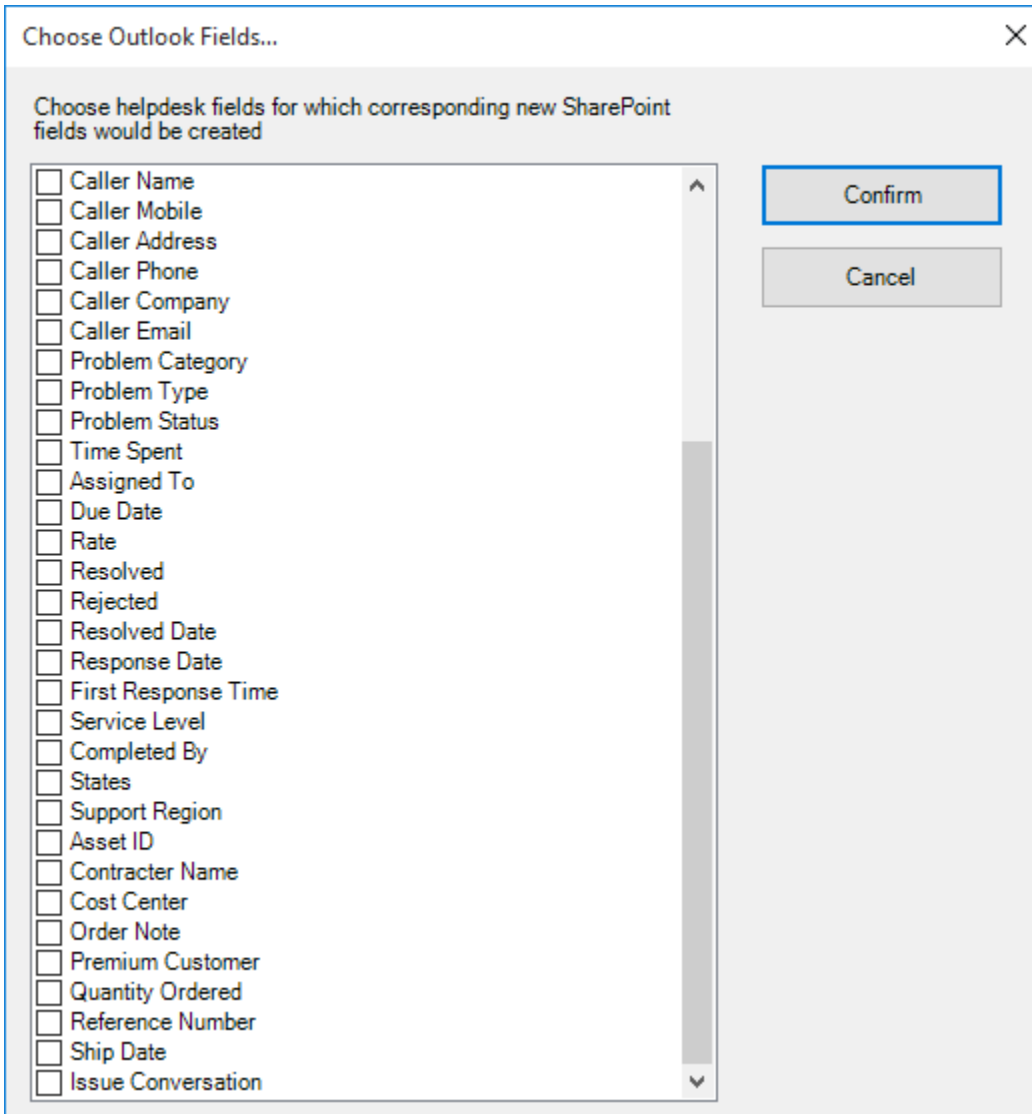 Choose Outlook Fields...
Choose helpdesk fields for which corresponding new SharePoint
fields would be created
Caller Name
Caller Mobile
Caller Address
Caller Phone
Caller Company
Caller Email
Problem Category
Problem Type
Problem Status
Time Spent
Assigned To
Due Date
Rate
Resolved
Rejected
Resolved Date
Response Date
First Response Time
Service Level
Completed By
States
Support Region
Asset ID
Contracter Name
Cost Center
Order Note
Premium Customer
Quantity Ordered
Reference Number
Ship Date
Issue Conversation
Confirm
Cancel